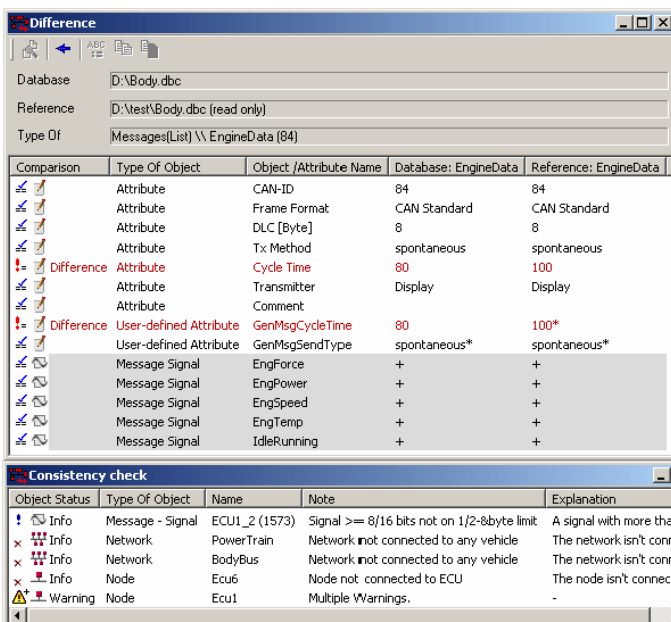 Difference
ABC
Database D:\Body.dbc
Reference D:\test\Body.dbc (read only)
Type Of Messages(List) \\ EngineData (84)
Comparison Type Of Object Object /Attribute Name Database: EngineData Reference: EngineData
Attribute CAN-ID 84 84
Attribute Frame Format CAN Standard CAN Standard
Attribute DLC [Byte] 8 8
Attribute Tx Method spontaneous spontaneous
Difference Attribute Cycle Time 80 100
Attribute Transmitter Display Display
Attribute Comment
Difference User-defined Attribute GenMsgCycleTime 80 100*
User-defined Attribute GenMsgSendType spontaneous* spontaneous*
Message Signal EngForce + +
Message Signal EngPower + +
Message Signal EngSpeed + +
Message Signal EngTemp + +
Message Signal IdleRunning + +
Consistency check
Object Status Type Of Object Name Note Explanation
Info Message - Signal ECU1_2 (1573) Signal >= 8/16 bits not on 1/2-&byte limit A signal with more tha
Info Network PowerTrain Network not connected to any vehicle The network isn't conn
Info Network BodyBus Network not connected to any vehicle The network isn't conn
Info Node Ecu6 Node not connected to ECU The node isn't connec
Warning Node Ecu1 Multiple Warnings. -